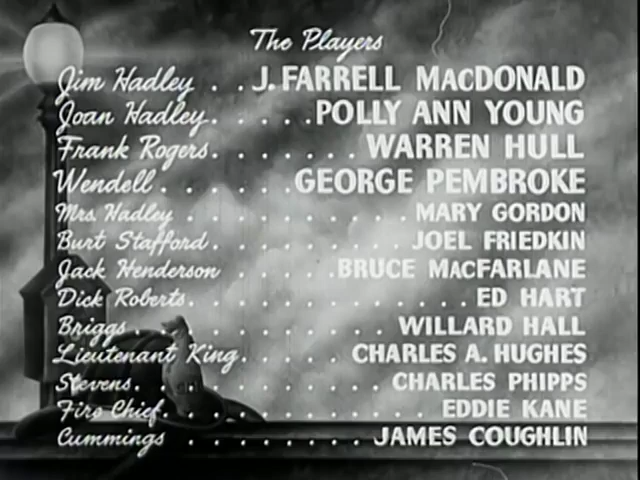 The Players
Jim Hadley . . J. FARRELL MACDONALD
Joan Hadley. . . . . .POLLY ANN YOUNG
Frank Rogers. . . . . . . WARREN HULL
Wendell . . . . . .GEORGE PEMBROKE
Mrs. Hadley . . . . . . . . . . MARY GORDON
Burt Stafford. . . . . . . . . JOEL FRIEDKIN
Jack Henderson . . . . .BRUCE MACFARLANE
Dick Roberts. . . . . . . . . . . . . . ED HART
Briggs . . . . . . . . . . . . WILLARD HALL
Lieutenant King. . . . . CHARLES A. HUGHES
Stevens. . . . . . . . . . . CHARLES PHIPPS
Fire Chief. . . . . . . . . . . . EDDIE KANE
Cummings . . . . . . . . JAMES COUGHLIN